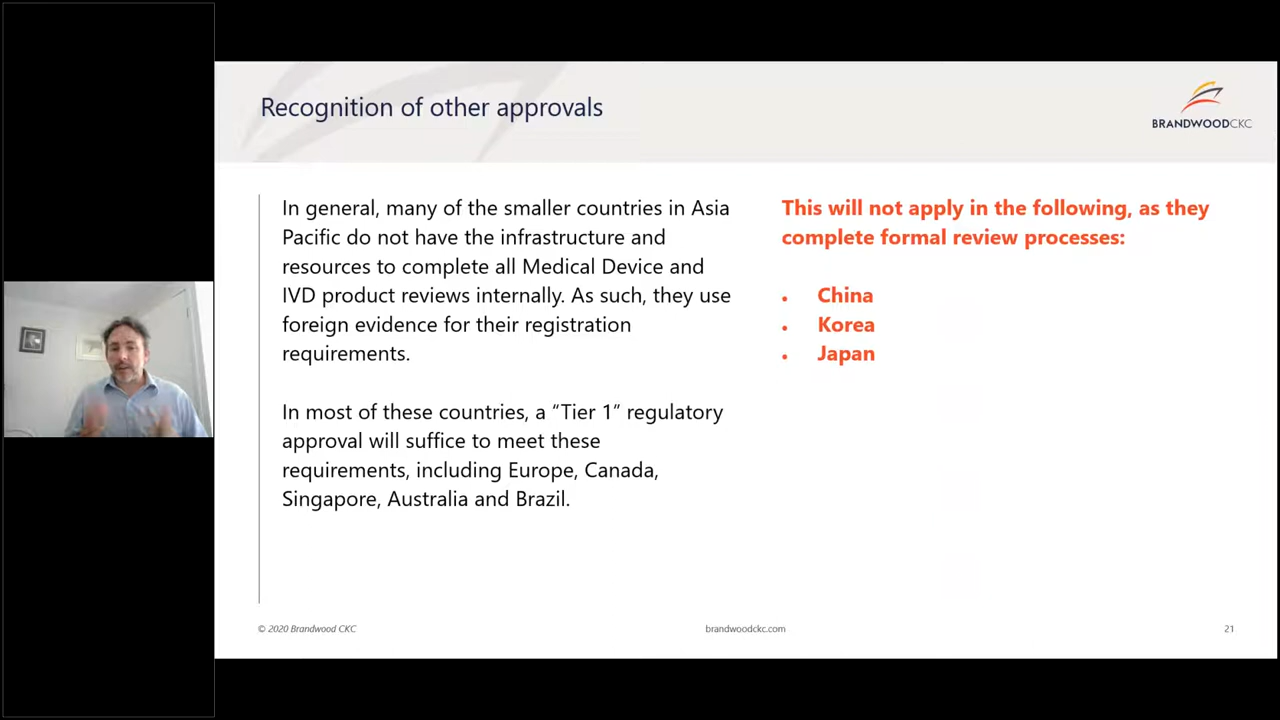 Recognition of other approvals
BRANDWOODCKC
In general, many of the smaller countries in Asia
Pacific do not have the infrastructure and
resources to complete all Medical Device and
IVD product reviews internally. As such, they use
foreign evidence for their registration
requirements.
In most of these countries, a “Tier 1” regulatory
approval will suffice to meet these
requirements, including Europe, Canada,
Singapore, Australia and Brazil.
This will not apply in the following, as they
complete formal review processes:
• China
• Korea
• Japan
© 2020 Brandwood CKC
brandwoodckc.com
21